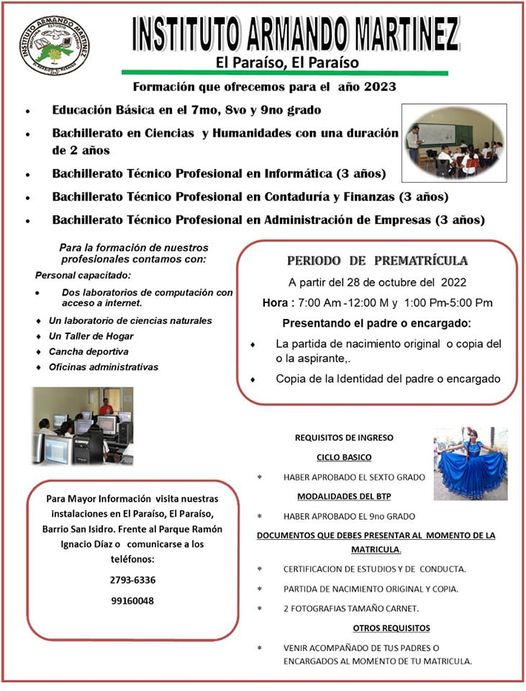 INSTITUTO ARMANDO MARTINEZ
INSTITUTO ARMANDO MARTINEZ
El Paraíso, El Paraíso
Formación que ofrecemos para el año 2023
• Educación Básica en el 7mo, 8vo y 9no grado
• Bachillerato en Ciencias y Humanidades con una duración
de 2 años
• Bachillerato Técnico Profesional en Informática (3 años)
• Bachillerato Técnico Profesional en Contaduría y Finanzas (3 años)
• Bachillerato Técnico Profesional en Administración de Empresas (3 años)
Para la formación de nuestros
profesionales contamos con:
Personal capacitado:
• Dos laboratorios de computación con
acceso a internet.
♦ Un laboratorio de ciencias naturales
♦ Un Taller de Hogar
♦ Cancha deportiva
♦ Oficinas administrativas
PERIODO DE PREMATRÍCULA
A partir del 28 de octubre del 2022
Hora : 7:00 Am -12:00 M y 1:00 Pm-5:00 Pm
Presentando el padre o encargado:
♦ La partida de nacimiento original o copia del
o la aspirante,.
♦ Copia de la Identidad del padre o encargado
Para Mayor Información visita nuestras
instalaciones en El Paraíso, El Paraíso,
Barrio San Isidro. Frente al Parque Ramón
Ignacio Díaz o comunicarse a los
teléfonos:
2793-6336
99160048
REQUISITOS DE INGRESO
CICLO BASICO
* HABER APROBADO EL SEXTO GRADO
MODALIDADES DEL BTP
* HABER APROBADO EL 9no GRADO
DOCUMENTOS QUE DEBES PRESENTAR AL MOMENTO DE LA
MATRICULA.
* CERTIFICACION DE ESTUDIOS Y DE CONDUCTA.
* PARTIDA DE NACIMIENTO ORIGINAL Y COPIA.
* 2 FOTOGRAFIAS TAMAÑO CARNET.
OTROS REQUISITOS
* VENIR ACOMPAÑADO DE TUS PADRES O
ENCARGADOS AL MOMENTO DE TU MATRICULA.